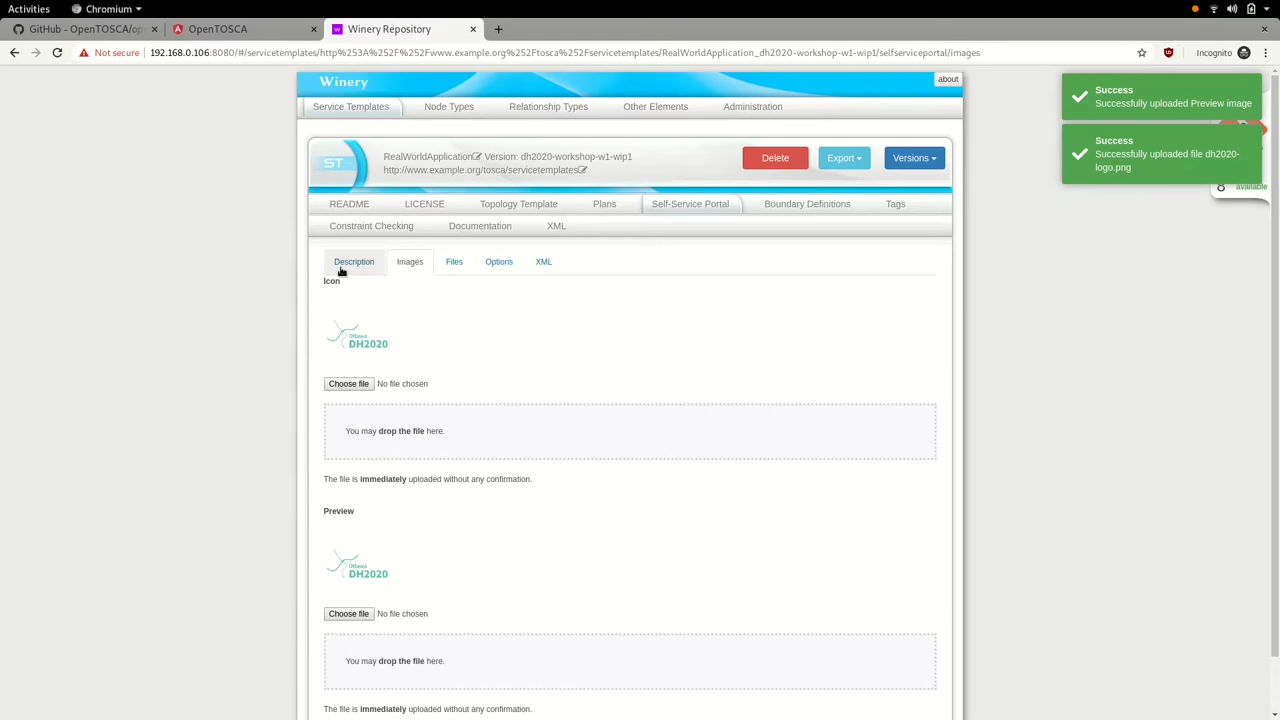 Activities
Chromium
GitHub - OpenTOSCA/op
OpenTOSCA
Winery Repository
Not secure
192.168.0.106:8080/#/servicetemplates/http%253A%252F%252Fwww.example.org%252Ftosca%252Fservicetemplates/RealWorldApplication_dh2020-workshop-w1-wip1/selfserviceportal/images
Incognito
Winery
about
Service Templates
Node Types
Relationship Types
Other Elements
Administration
ST
RealWorldApplication Version: dh2020-workshop-w1-wip1
http://www.example.org/tosca/servicetemplates
Delete
Export
Versions
README
LICENSE
Topology Template
Plans
Self-Service Portal
Boundary Definitions
Tags
Constraint Checking
Documentation
XML
Description
Images
Files
Options
XML
Icon
Ottawa
DH2020
Choose file No file chosen
You may drop the file here.
The file is immediately uploaded without any confirmation.
Preview
Ottawa
DH2020
Choose file No file chosen
You may drop the file here.
The file is immediately uploaded without any confirmation.
Success
Successfully uploaded Preview image
Success
Successfully uploaded file dh2020-
logo.png
available